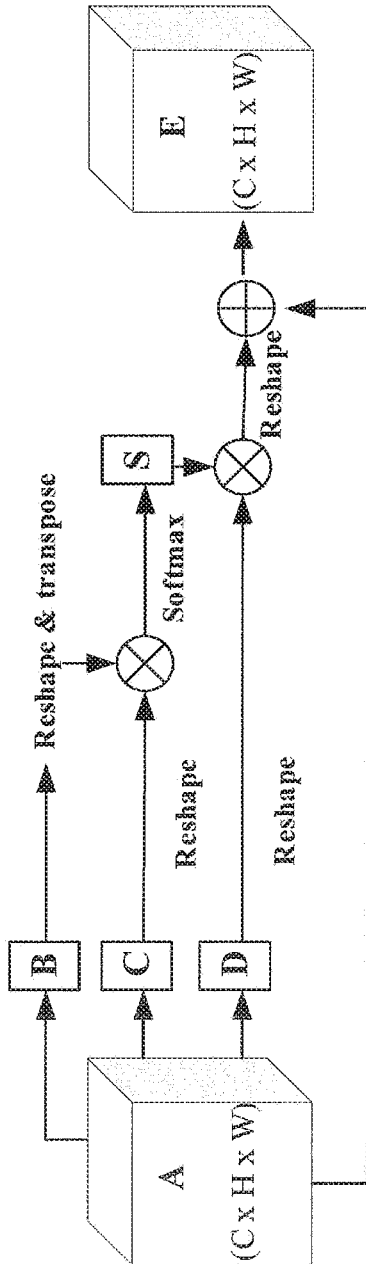 A
(C x H x W)
B
C
D
Reshape & transpose
Reshape
Reshape
Softmax
S
Reshape
E
(C x H x W)